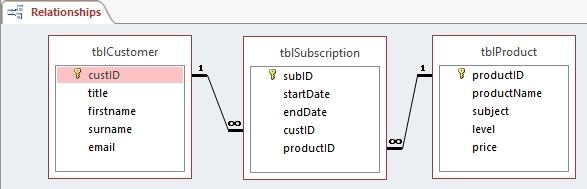 Relationships
tblCustomer
custID
title
firstname
surname
email
1
∞
tblSubscription
subID
startDate
endDate
custID
productID
1
∞
tblProduct
productID
productName
subject
level
price